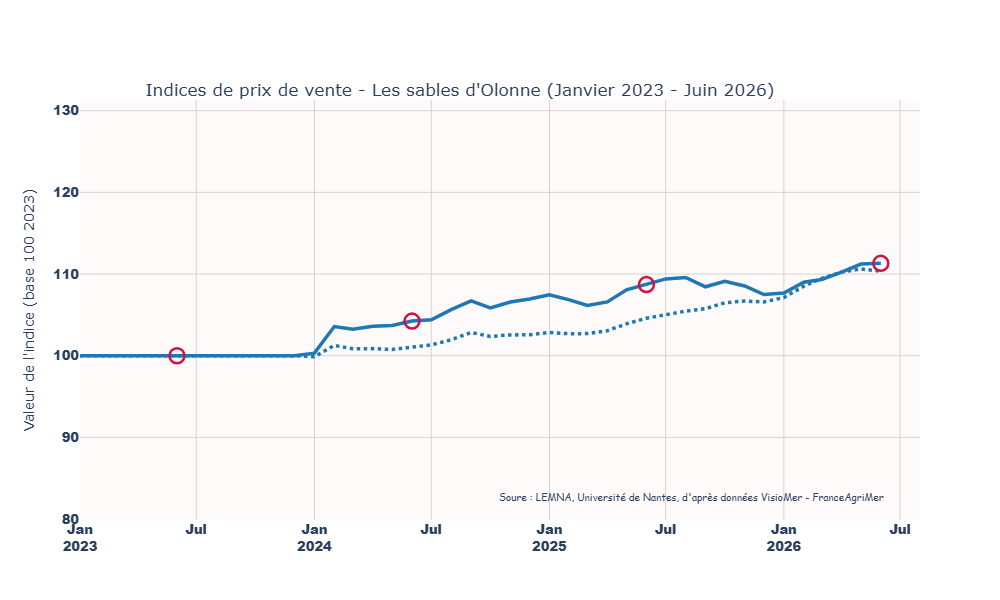 Indices de prix de vente - Les sables d'Olonne (Janvier 2023 - Juin 2026)
Valeur de l'indice (base 100 2023)
130
120
110
100
90
80
Soure : LEMNA, Université de Nantes, d'après données VisioMer - FranceAgriMer
Jan Jul Jan Jul Jan Jul Jan Jul
2023 2024 2025 2026